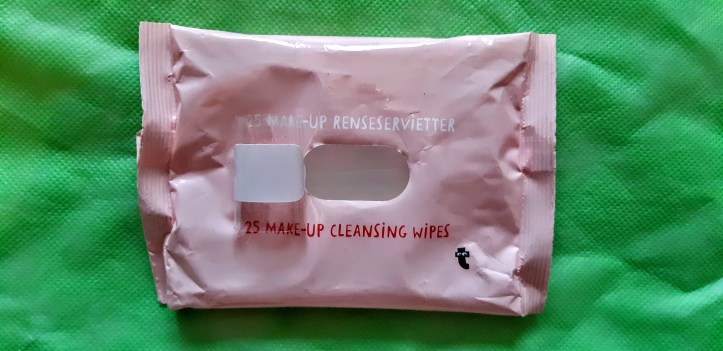 25 MAKE-UP RENSESERVIETTER
25 MAKE-UP CLEANSING WIPES
t